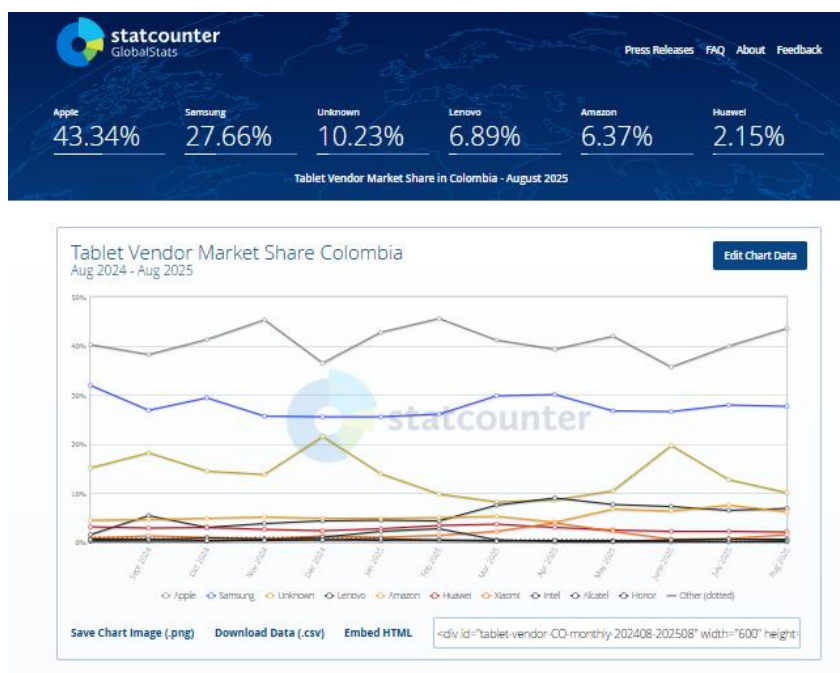 statcounter
GlobalStats
Press Releases FAQ About Feedback
Apple Samsung Unknown Lenovo Amazon Huawei
43.34% 27.66% 10.23% 6.89% 6.37% 2.15%
Tablet Vendor Market Share in Colombia - August 2025
Tablet Vendor Market Share Colombia
Aug 2024 - Aug 2025
Edit Chart Data
50%
40%
30%
statcounter
20%
10%
0%
Sept 2024 Oct 2024 Nov 2024 Dec 2024 Jan 2025 Feb 2025 Mar 2025 Apr 2025 May 2025 June 2025 July 2025 Aug 2025
Apple Samsung Unknown Lenovo Amazon Huawei Xiaomi Intel Alcatel Honor Other (dotted)
Save Chart Image (.png) Download Data (.csv) Embed HTML <div id="tablet-vendor-CO-monthly-202408-202508" width="600" height=